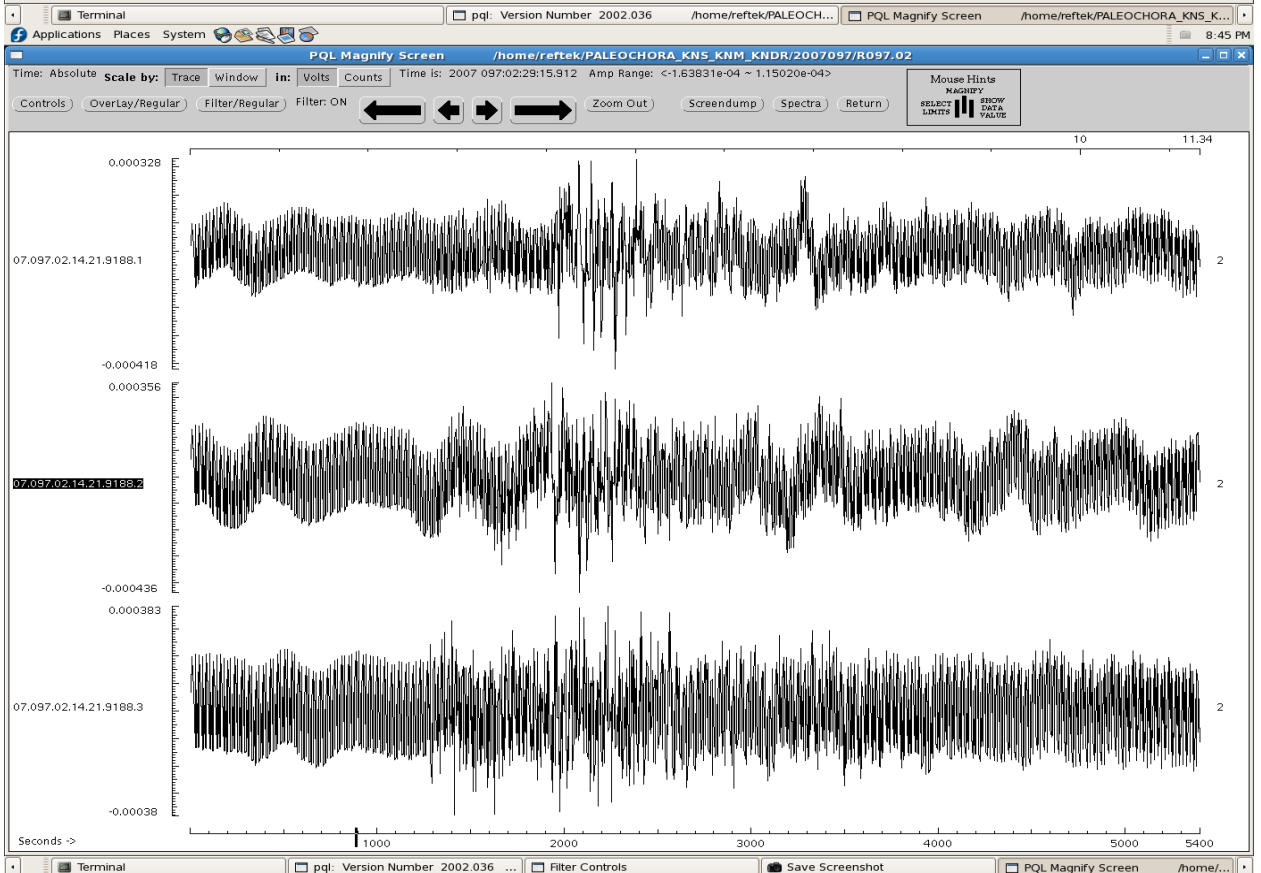 Terminal pql: Version Number 2002.036 /home/reftek/PALEOCH... PQL Magnify Screen /home/reftek/PALEOCHORA_KNS_K...
Applications Places System 8:45 PM
PQL Magnify Screen /home/reftek/PALEOCHORA_KNS_KNM_KNDR/2007097/R097.02
Time: Absolute Scale by: Trace Window in: Volts Counts Time is: 2007 097:02:29:15.912 Amp Range: <-1.63831e-04 ~ 1.15020e-04>
Controls OverLay/Regular Filter/Regular Filter: ON Zoom Out Screendump Spectra Return
Mouse Hints
MAGNIFY
SELECT LIMITS
SHOW DATA VALUE
10 11.34
0.000328
07.097.02.14.21.9188.1 2
-0.000418
0.000356
07.097.02.14.21.9188.2 2
-0.000436
0.000383
07.097.02.14.21.9188.3 2
-0.00038
Seconds -> 1000 2000 3000 4000 5000 5400
Terminal pql: Version Number 2002.036 ... Filter Controls Save Screenshot PQL Magnify Screen /home/...